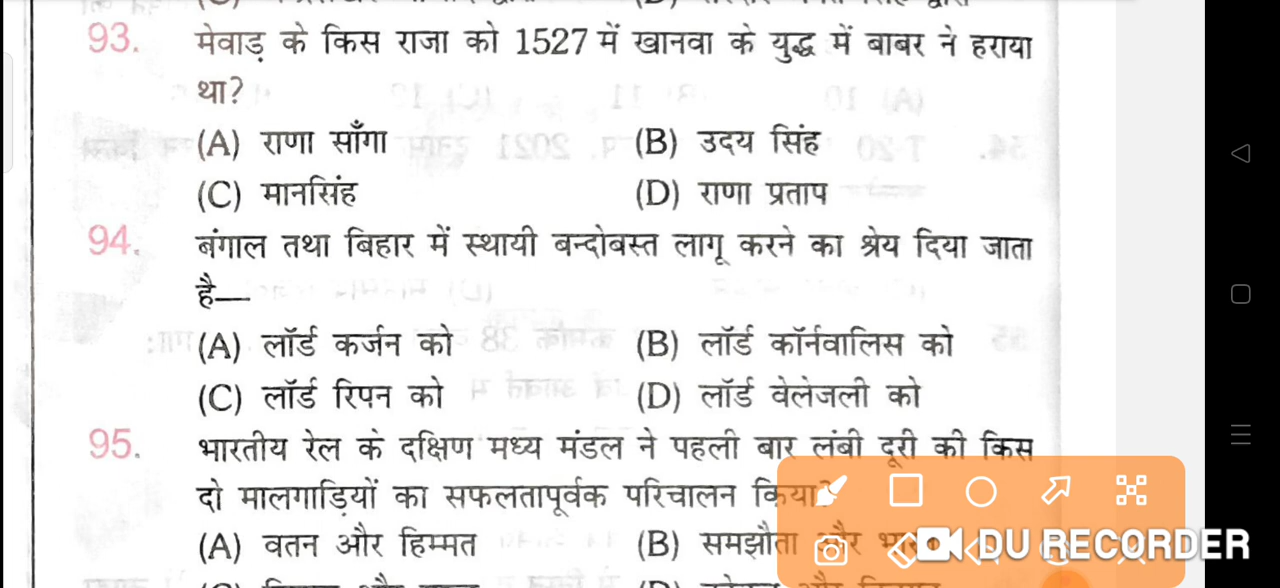 93. मेवाड़ के किस राजा को 1527 में खानवा के युद्ध में बाबर ने हराया
था?
(A) राणा साँगा (B) उदय सिंह
(C) मानसिंह (D) राणा प्रताप
94. बंगाल तथा बिहार में स्थायी बन्दोबस्त लागू करने का श्रेय दिया जाता
है—
(A) लॉर्ड कर्जन को (B) लॉर्ड कॉर्नवालिस को
(C) लॉर्ड रिपन को (D) लॉर्ड वेलेजली को
95. भारतीय रेल के दक्षिण मध्य मंडल ने पहली बार लंबी दूरी की किस
दो मालगाड़ियों का सफलतापूर्वक परिचालन किया?
(A) वतन और हिम्मत (B) समझौता और
DU RECORDER